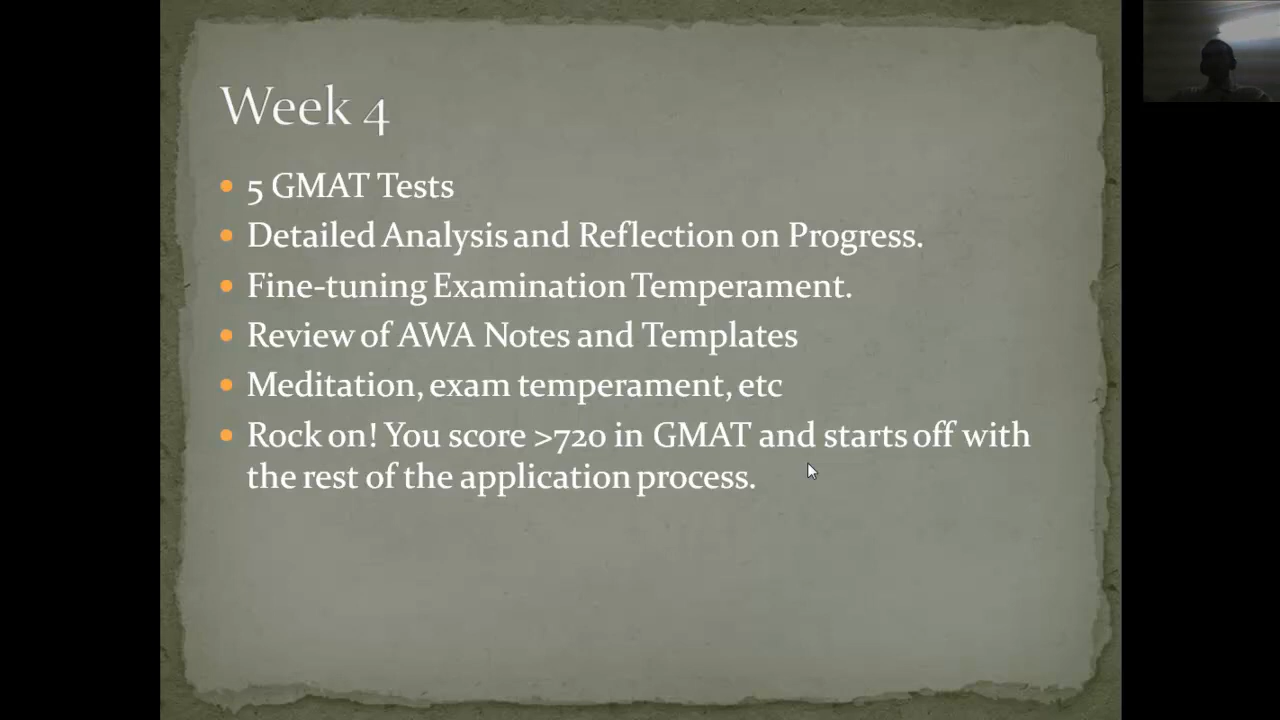 Week 4
5 GMAT Tests
Detailed Analysis and Reflection on Progress.
Fine-tuning Examination Temperament.
Review of AWA Notes and Templates
Meditation, exam temperament, etc
Rock on! You score >720 in GMAT and starts off with
the rest of the application process.